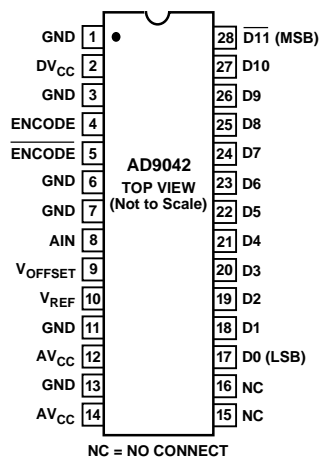 GND 1 28 D̅1̅1̅ (MSB)
DVCC 2 27 D10
GND 3 26 D9
ENCODE 4 25 D8
E̅N̅C̅O̅D̅E̅ 5 24 D7
AD9042
TOP VIEW
(Not to Scale)
GND 6 23 D6
GND 7 22 D5
AIN 8 21 D4
VOFFSET 9 20 D3
VREF 10 19 D2
GND 11 18 D1
AVCC 12 17 D0 (LSB)
GND 13 16 NC
AVCC 14 15 NC
NC = NO CONNECT